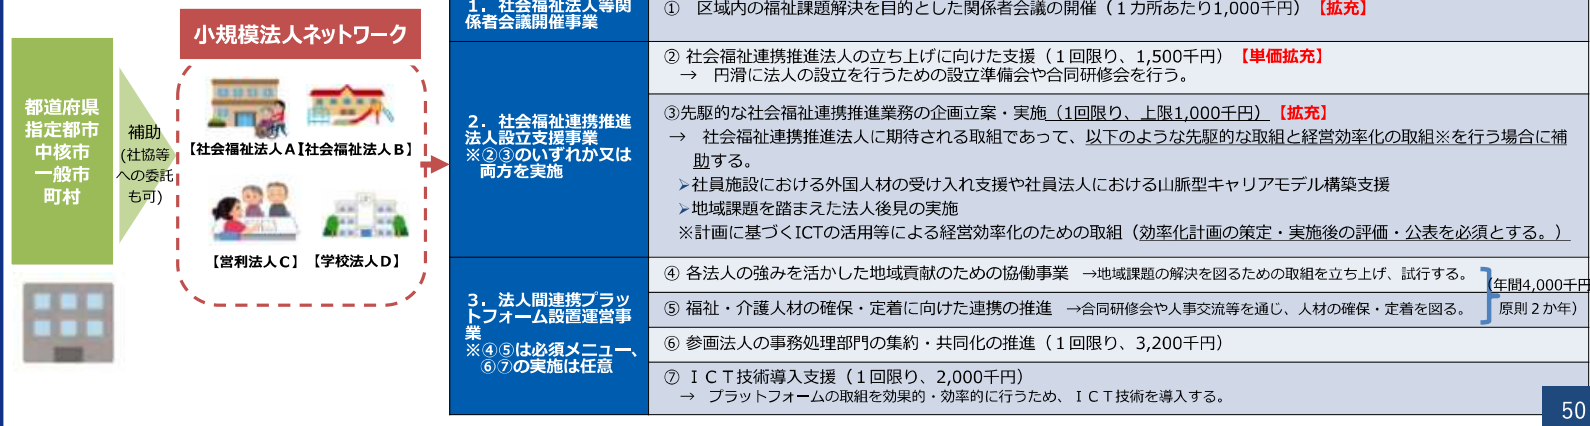 都道府県
指定都市
中核市
一般市
町村
補助
(社協等
への委託
も可)
小規模法人ネットワーク
【社会福祉法人A】
【社会福祉法人B】
【営利法人C】
【学校法人D】
1．社会福祉法人等関
係者会議開催事業
① 区域内の福祉課題解決を目的とした関係者会議の開催（1カ所あたり1,000千円）【拡充】
2．社会福祉連携推進
法人設立支援事業
※②③のいずれか又は
両方を実施
② 社会福祉連携推進法人の立ち上げに向けた支援（1回限り、1,500千円）【単価拡充】
→ 円滑に法人の設立を行うための設立準備会や合同研修会を行う。
③先駆的な社会福祉連携推進業務の企画立案・実施（1回限り、上限1,000千円）【拡充】
→ 社会福祉連携推進法人に期待される取組であって、以下のような先駆的な取組と経営効率化の取組※を行う場合に補
助する。
➢社員施設における外国人材の受け入れ支援や社員法人における山脈型キャリアモデル構築支援
➢地域課題を踏まえた法人後見の実施
※計画に基づくICTの活用等による経営効率化のための取組（効率化計画の策定・実施後の評価・公表を必須とする。）
3．法人間連携プラッ
トフォーム設置運営事
業
※④⑤は必須メニュー、
⑥⑦の実施は任意
④ 各法人の強みを活かした地域貢献のための協働事業 →地域課題の解決を図るための取組を立ち上げ、試行する。
⑤ 福祉・介護人材の確保・定着に向けた連携の推進 →合同研修会や人事交流等を通じ、人材の確保・定着を図る。
(年間4,000千円
原則２か年）
⑥ 参画法人の事務処理部門の集約・共同化の推進（１回限り、3,200千円）
⑦ ＩＣＴ技術導入支援（１回限り、2,000千円）
→ プラットフォームの取組を効果的・効率的に行うため、ＩＣＴ技術を導入する。
50